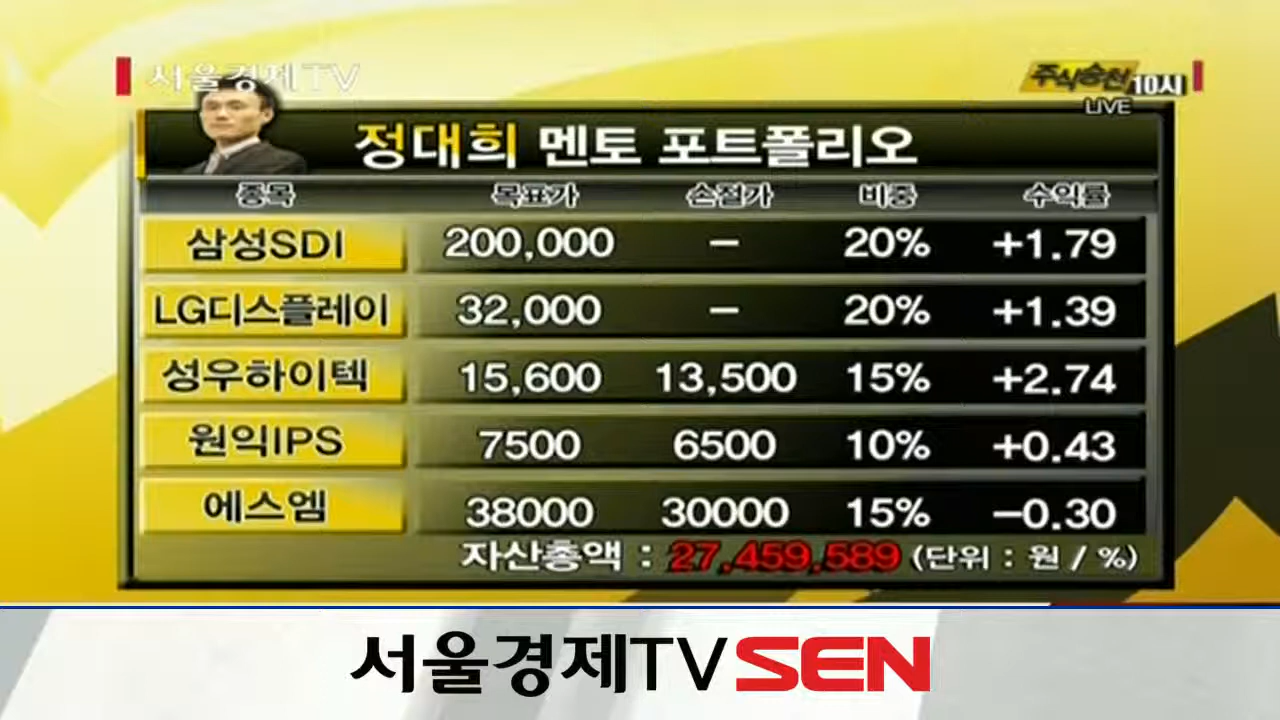 서울경제TV
주식승전 10시
LIVE
정대희 멘토 포트폴리오
종목 목표가 손절가 비중 수익률
삼성SDI 200,000 – 20% +1.79
LG디스플레이 32,000 – 20% +1.39
성우하이텍 15,600 13,500 15% +2.74
원익IPS 7500 6500 10% +0.43
에스엠 38000 30000 15% –0.30
자산총액 : 27,459,589 (단위 : 원 / %)
서울경제TV SEN